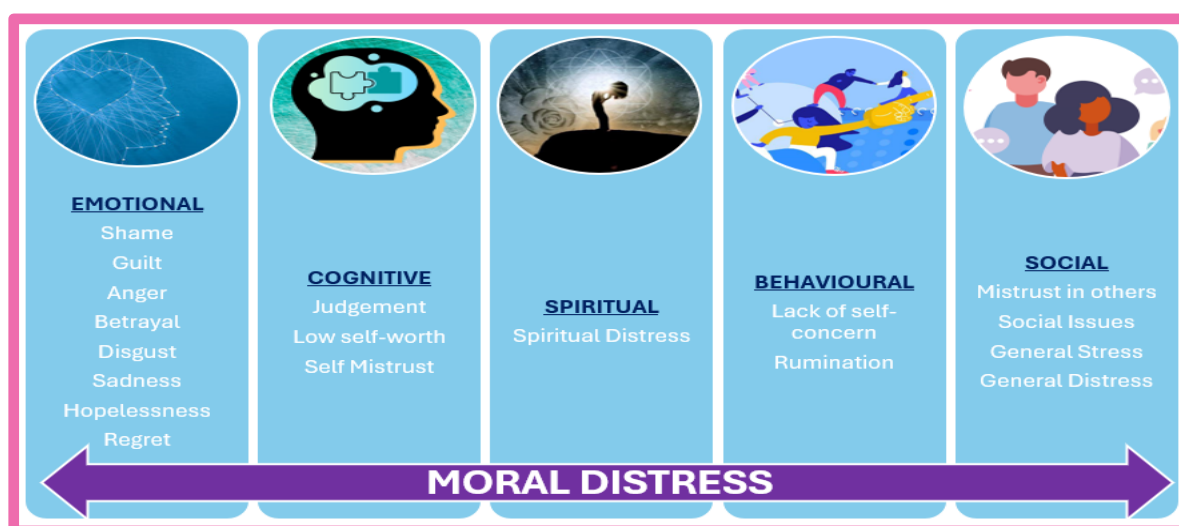 EMOTIONAL
Shame
Guilt
Anger
Betrayal
Disgust
Sadness
Hopelessness
Regret
COGNITIVE
Judgement
Low self-worth
Self Mistrust
SPIRITUAL
Spiritual Distress
BEHAVIOURAL
Lack of self-
concern
Rumination
SOCIAL
Mistrust in others
Social Issues
General Stress
General Distress
MORAL DISTRESS